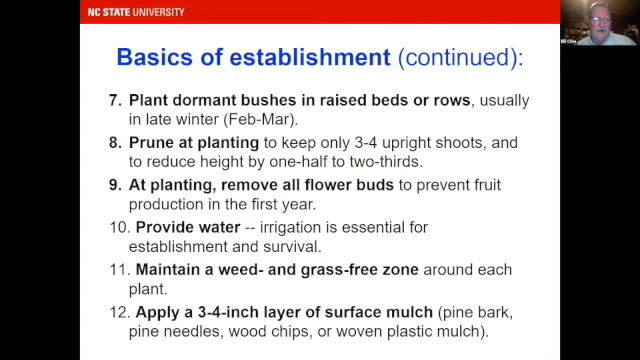 NC STATE UNIVERSITY
Bill Cline
Basics of establishment (continued):
7. Plant dormant bushes in raised beds or rows, usually
in late winter (Feb-Mar).
8. Prune at planting to keep only 3-4 upright shoots, and
to reduce height by one-half to two-thirds.
9. At planting, remove all flower buds to prevent fruit
production in the first year.
10. Provide water -- irrigation is essential for
establishment and survival.
11. Maintain a weed- and grass-free zone around each
plant.
12. Apply a 3-4-inch layer of surface mulch (pine bark,
pine needles, wood chips, or woven plastic mulch).